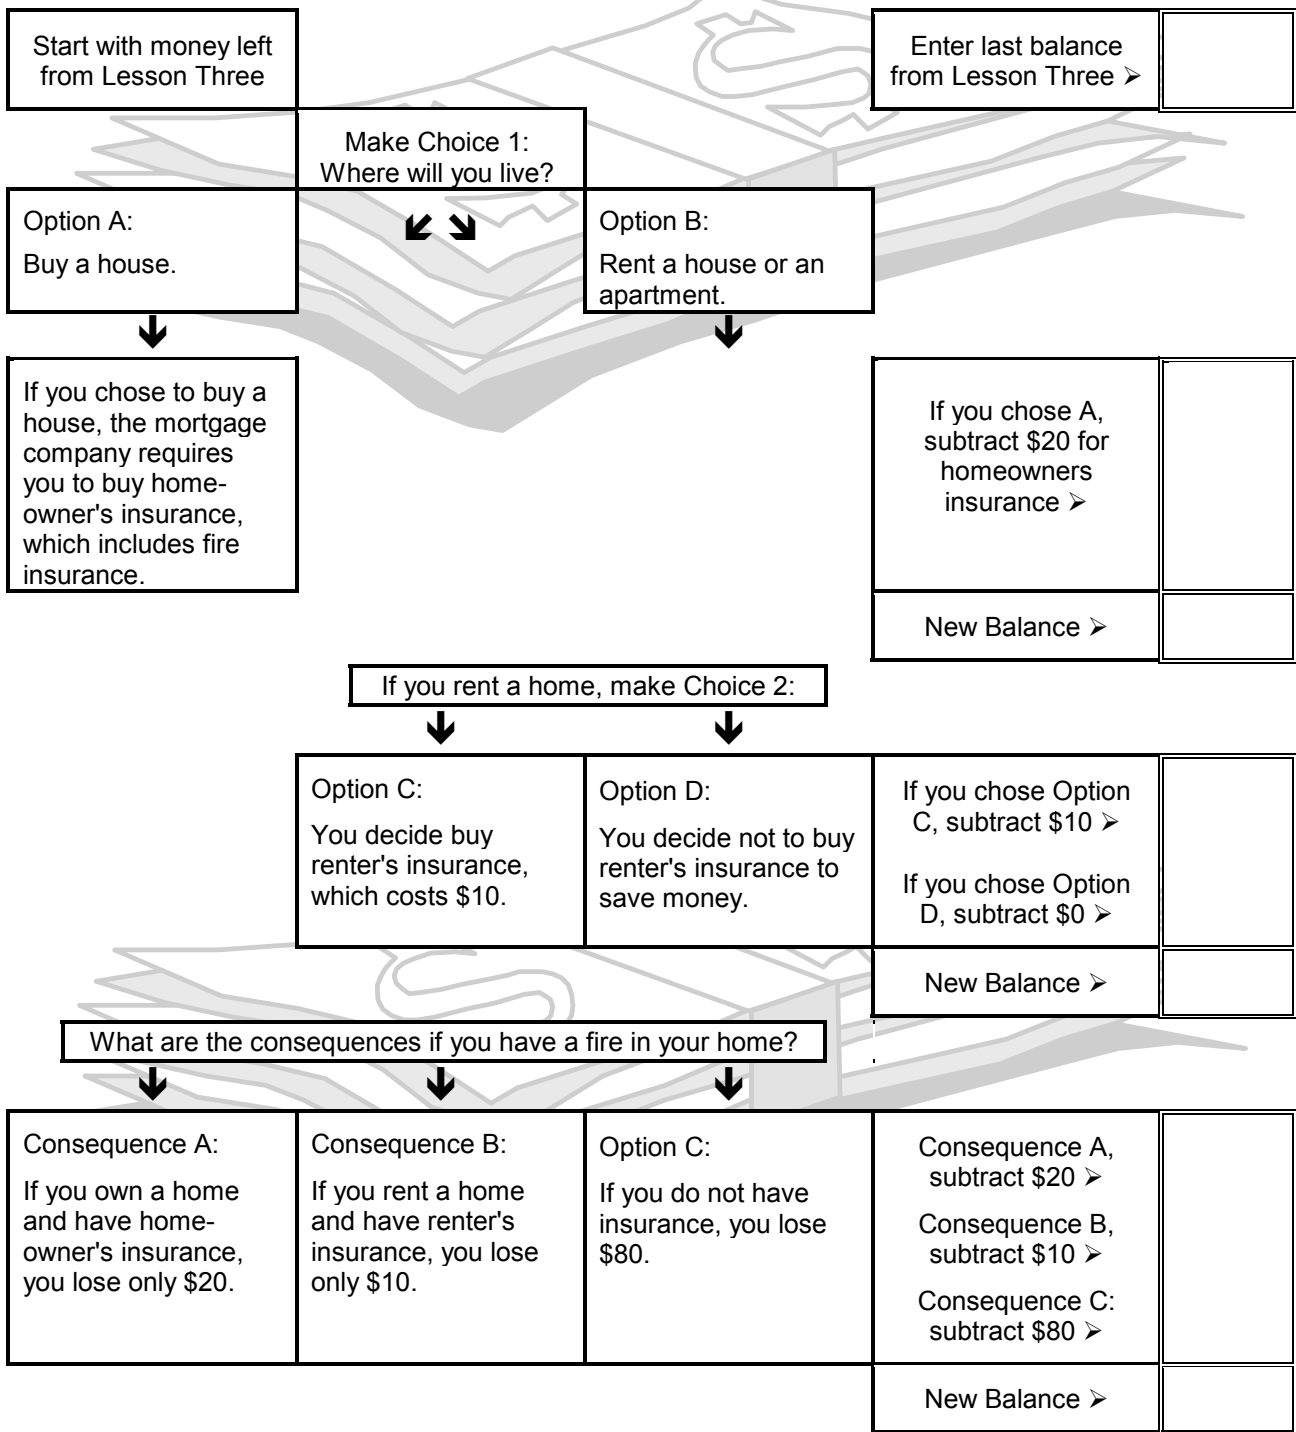 Start with money left
from Lesson Three
Enter last balance
from Lesson Three ➢
Make Choice 1:
Where will you live?
Option A:
Buy a house.
Option B:
Rent a house or an
apartment.
If you chose to buy a
house, the mortgage
company requires
you to buy home-
owner's insurance,
which includes fire
insurance.
If you chose A,
subtract $20 for
homeowners
insurance ➢
New Balance ➢
If you rent a home, make Choice 2:
Option C:
You decide buy
renter's insurance,
which costs $10.
Option D:
You decide not to buy
renter's insurance to
save money.
If you chose Option
C, subtract $10 ➢
If you chose Option
D, subtract $0 ➢
New Balance ➢
What are the consequences if you have a fire in your home?
Consequence A:
If you own a home
and have home-
owner's insurance,
you lose only $20.
Consequence B:
If you rent a home
and have renter's
insurance, you lose
only $10.
Option C:
If you do not have
insurance, you lose
$80.
Consequence A,
subtract $20 ➢
Consequence B,
subtract $10 ➢
Consequence C:
subtract $80 ➢
New Balance ➢